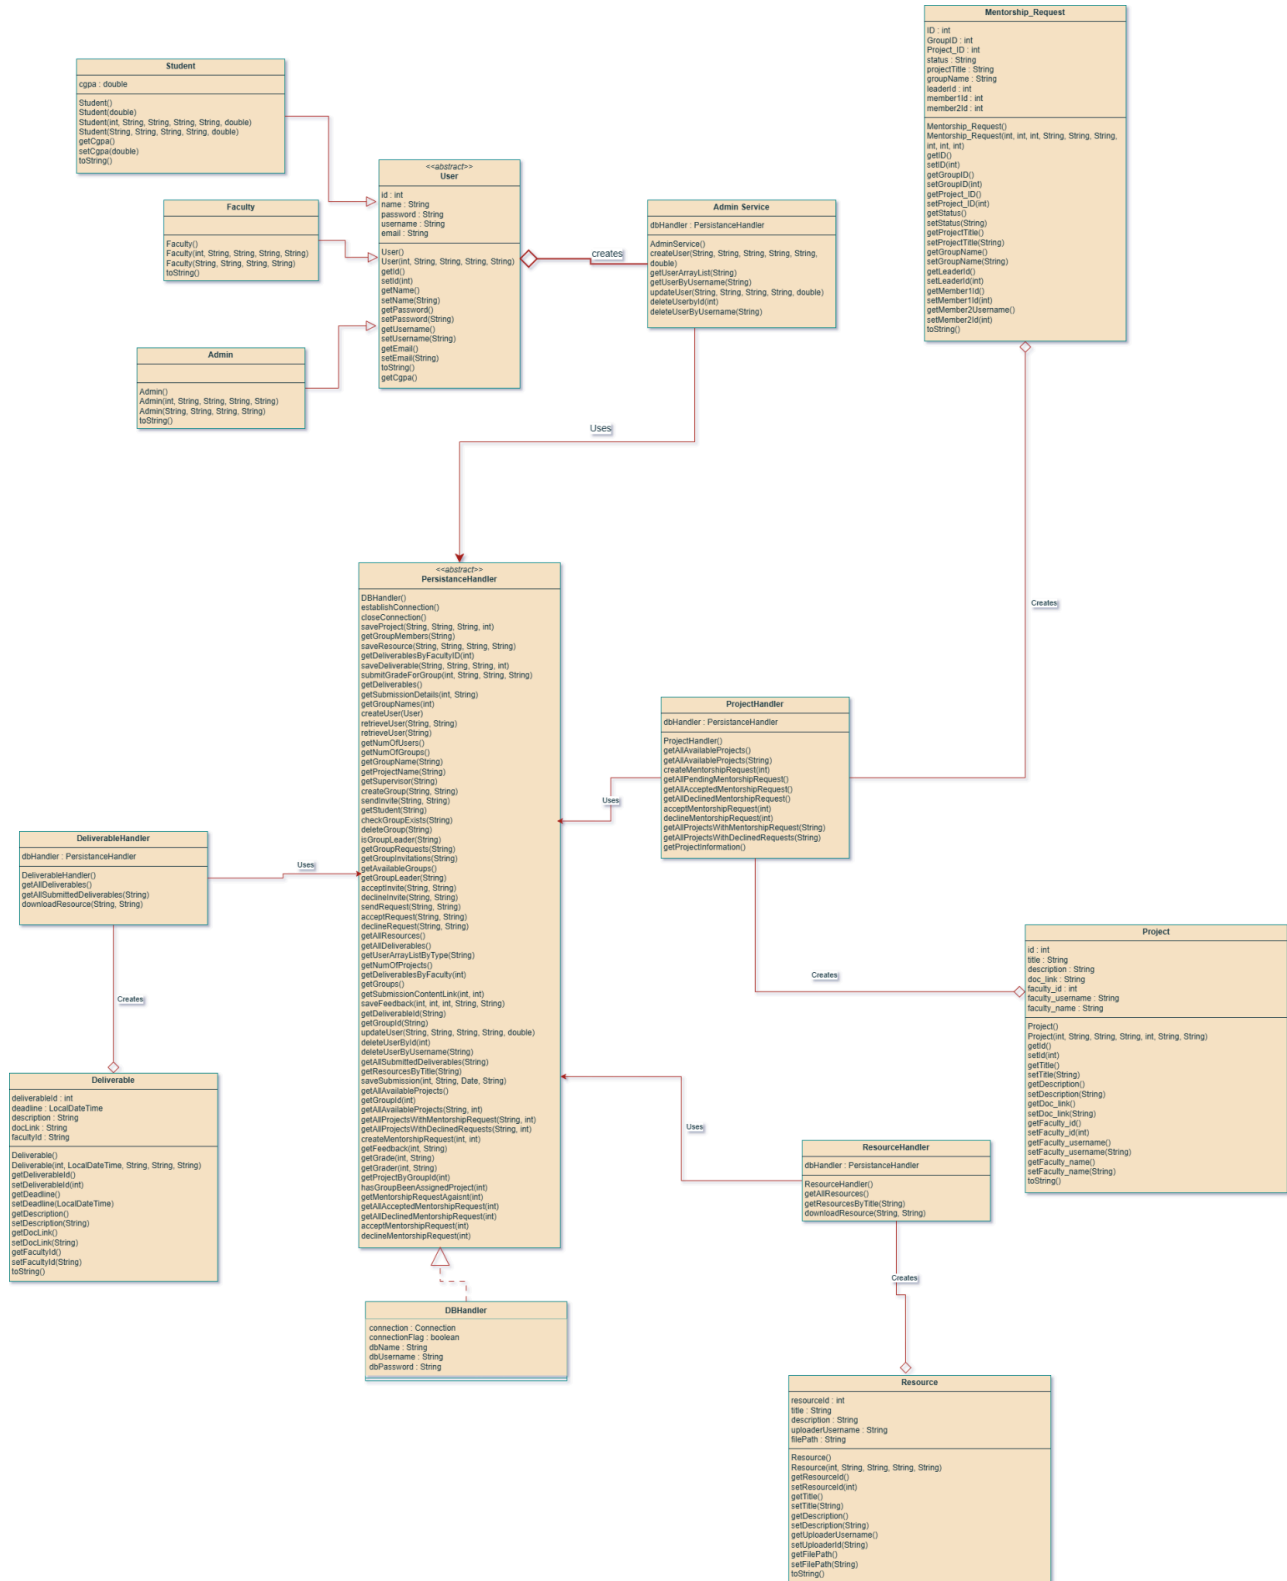 Mentorship_Request
ID : int
GroupID : int
Project_ID : int
status : String
projectTitle : String
groupName : String
leaderId : int
member1Id : int
member2Id : int
Mentorship_Request()
Mentorship_Request(int, int, int, String, String, String,
int, int, int)
getID()
setID(int)
getGroupID()
setGroupID(int)
getProject_ID()
setProject_ID(int)
getStatus()
setStatus(String)
getProjectTitle()
setProjectTitle(String)
getGroupName()
setGroupName(String)
getLeaderId()
setLeaderId(int)
getMember1Id()
setMember1Id(int)
getMember2Username()
setMember2Id(int)
toString()
Student
cgpa : double
Student()
Student(double)
Student(int, String, String, String, String, double)
Student(String, String, String, String, double)
getCgpa()
setCgpa(double)
toString()
<<abstract>>
User
id : int
name : String
password : String
username : String
email : String
User()
User(int, String, String, String, String)
getId()
setId(int)
getName()
setName(String)
getPassword()
setPassword(String)
getUsername()
setUsername(String)
getEmail()
setEmail(String)
toString()
getCgpa()
Faculty
Faculty()
Faculty(int, String, String, String, String)
Faculty(String, String, String, String)
toString()
Admin
Admin()
Admin(int, String, String, String, String)
Admin(String, String, String, String)
toString()
creates
Admin Service
dbHandler : PersistanceHandler
AdminService()
createUser(String, String, String, String, String,
double)
getUserArrayList(String)
getUserByUsername(String)
updateUser(String, String, String, String, double)
deleteUserbyId(int)
deleteUserByUsername(String)
Uses
<<abstract>>
PersistanceHandler
DBHandler()
establishConnection()
closeConnection()
saveProject(String, String, String, int)
getGroupMembers(String)
saveResource(String, String, String, String)
getDeliverablesByFacultyID(int)
saveDeliverable(String, String, String, int)
submitGradeForGroup(int, String, String, String)
getDeliverables()
getSubmissionDetails(int, String)
getGroupNames(int)
createUser(User)
retrieveUser(String, String)
retrieveUser(String)
getNumOfUsers()
getNumOfGroups()
getGroupName(String)
getProjectName(String)
getSupervisor(String)
createGroup(String, String)
sendInvite(String, String)
getStudent(String)
checkGroupExists(String)
deleteGroup(String)
isGroupLeader(String)
getGroupRequests(String)
getGroupInvitations(String)
getAvailableGroups()
getGroupLeader(String)
acceptInvite(String, String)
declineInvite(String, String)
sendRequest(String, String)
acceptRequest(String, String)
declineRequest(String, String)
getAllResources()
getAllDeliverables()
getUserArrayListByType(String)
getNumOfProjects()
getDeliverablesByFaculty(int)
getGroups()
getSubmissionContentLink(int, int)
saveFeedback(int, int, int, String, String)
getDeliverableId(String)
getGroupId(String)
updateUser(String, String, String, String, double)
deleteUserById(int)
deleteUserByUsername(String)
getAllSubmittedDeliverables(String)
getResourcesByTitle(String)
saveSubmission(int, String, Date, String)
getAllAvailableProjects()
getGroupId(int)
getAllAvailableProjects(String, int)
getAllProjectsWithMentorshipRequest(String, int)
getAllProjectsWithDeclinedRequests(String, int)
createMentorshipRequest(int, int)
getFeedback(int, String)
getGrade(int, String)
getGrader(int, String)
getProjectByGroupId(int)
hasGroupBeenAssignedProject(int)
getMentorshipRequestAgaisnt(int)
getAllAcceptedMentorshipRequest(int)
getAllDeclinedMentorshipRequest(int)
acceptMentorshipRequest(int)
declineMentorshipRequest(int)
Creates
ProjectHandler
dbHandler : PersistanceHandler
ProjectHandler()
getAllAvailableProjects()
getAllAvailableProjects(String)
createMentorshipRequest(int)
getAllPendingMentorshipRequest()
getAllAcceptedMentorshipRequest()
getAllDeclinedMentorshipRequest()
acceptMentorshipRequest(int)
declineMentorshipRequest(int)
getAllProjectsWithMentorshipRequest(String)
getAllProjectsWithDeclinedRequests(String)
getProjectInformation()
Uses
DeliverableHandler
dbHandler : PersistanceHandler
DeliverableHandler()
getAllDeliverables()
getAllSubmittedDeliverables(String)
downloadResource(String, String)
Uses
Creates
Deliverable
deliverableId : int
deadline : LocalDateTime
description : String
docLink : String
facultyId : String
Deliverable()
Deliverable(int, LocalDateTime, String, String, String)
getDeliverableId()
setDeliverableId(int)
getDeadline()
setDeadline(LocalDateTime)
getDescription()
setDescription(String)
getDocLink()
setDocLink(String)
getFacultyId()
setFacultyId(String)
toString()
Creates
Project
id : int
title : String
description : String
doc_link : String
faculty_id : int
faculty_username : String
faculty_name : String
Project()
Project(int, String, String, String, int, String, String)
getId()
setId(int)
getTitle()
setTitle(String)
getDescription()
setDescription(String)
getDoc_link()
setDoc_link(String)
getFaculty_id()
setFaculty_id(int)
getFaculty_username()
setFaculty_username(String)
getFaculty_name()
setFaculty_name(String)
toString()
Uses
ResourceHandler
dbHandler : PersistanceHandler
ResourceHandler()
getAllResources()
getResourcesByTitle(String)
downloadResource(String, String)
Creates
DBHandler
connection : Connection
connectionFlag : boolean
dbName : String
dbUsername : String
dbPassword : String
Resource
resourceId : int
title : String
description : String
uploaderUsername : String
filePath : String
Resource()
Resource(int, String, String, String, String)
getResourceId()
setResourceId(int)
getTitle()
setTitle(String)
getDescription()
setDescription(String)
getUploaderUsername()
setUploaderId(String)
getFilePath()
setFilePath(String)
toString()